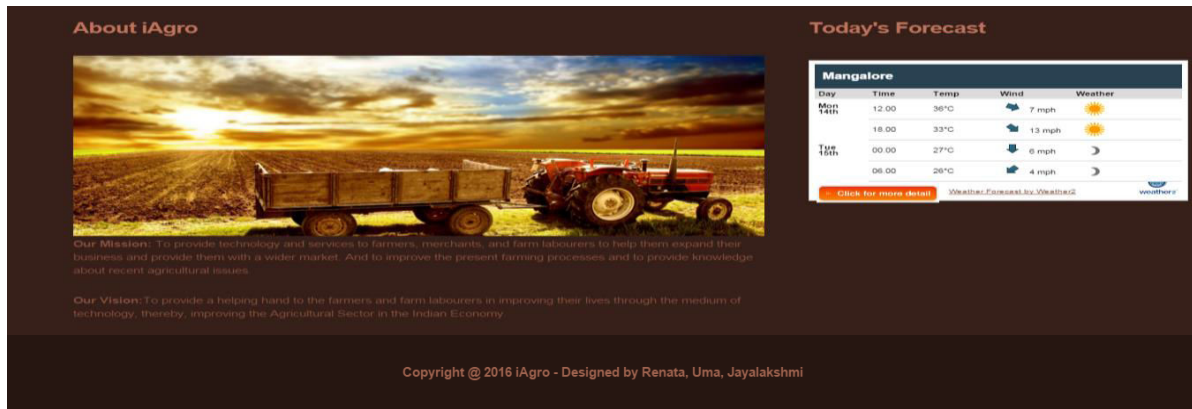 About iAgro
Our Mission: To provide technology and services to farmers, merchants, and farm labourers to help them expand their
business and provide them with a wider market. And to improve the present farming processes and to provide knowledge
about recent agricultural issues.
Our Vision:To provide a helping hand to the farmers and farm labourers in improving their lives through the medium of
technology, thereby, improving the Agricultural Sector in the Indian Economy.
Today's Forecast
Mangalore
Day Time Temp Wind Weather
Mon 12.00 36°C 7 mph
14th
18.00 33°C 13 mph
Tue 00.00 27°C 6 mph
15th
06.00 26°C 4 mph
Click for more detail Weather Forecast by Weather2 weather2
Copyright @ 2016 iAgro - Designed by Renata, Uma, Jayalakshmi